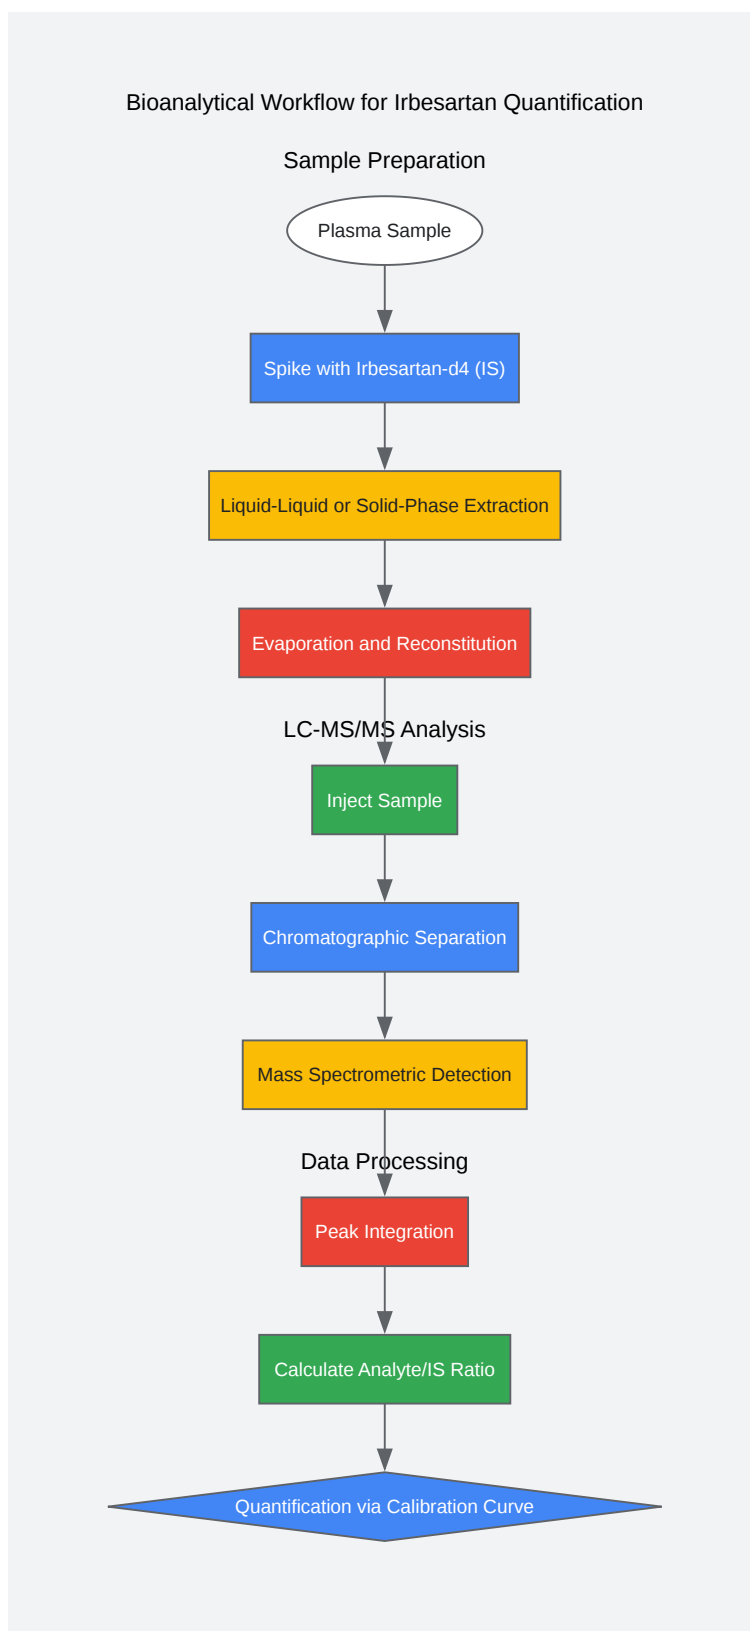 Bioanalytical Workflow for Irbesartan Quantification
Sample Preparation
Plasma Sample
Spike with Irbesartan-d4 (IS)
Liquid-Liquid or Solid-Phase Extraction
Evaporation and Reconstitution
LC-MS/MS Analysis
Inject Sample
Chromatographic Separation
Mass Spectrometric Detection
Data Processing
Peak Integration
Calculate Analyte/IS Ratio
Quantification via Calibration Curve